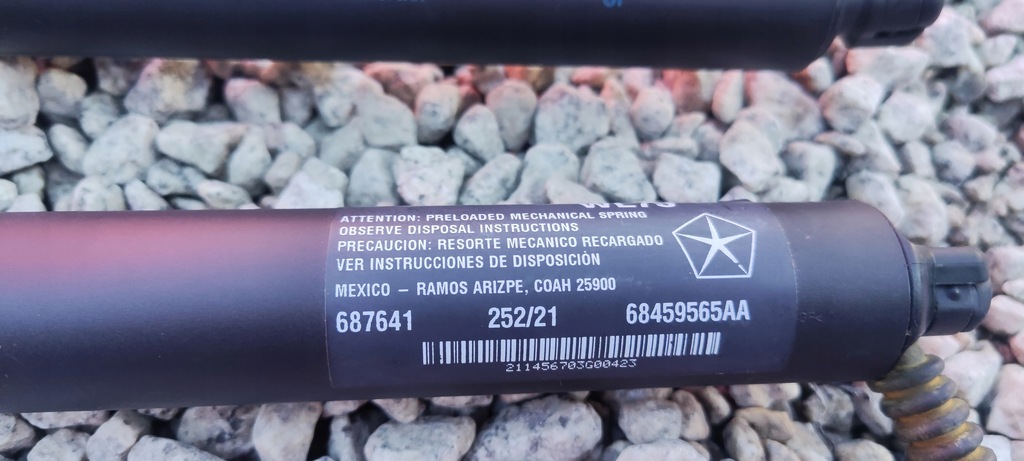 ATTENTION: PRELOADED MECHANICAL SPRING
OBSERVE DISPOSAL INSTRUCTIONS
PRECAUCION: RESORTE MECANICO RECARGADO
VER INSTRUCCIONES DE DISPOSICIÒN
MEXICO – RAMOS ARIZPE, COAH 25900
687641 252/21 68459565AA
211456703G00423